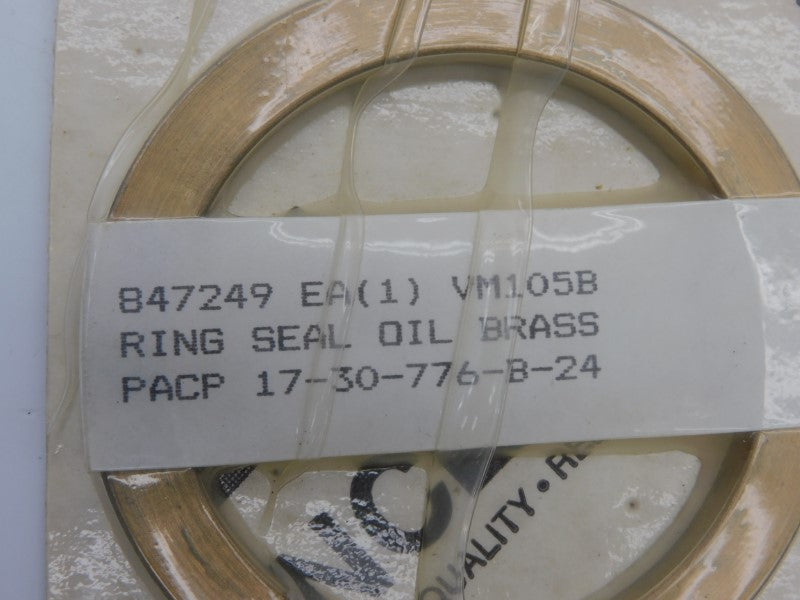 847249 EA(1) VM105B
RING SEAL OIL BRASS
PACP 17-30-776-B-24
QUALITY •